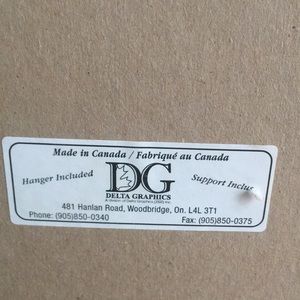 Made in Canada / Fabriqué au Canada
Hanger Included
DG
Support Inclus
DELTA GRAPHICS
481 Hanlan Road, Woodbridge, On. L4L 3T1
Phone: (905)850-0340
Fax: (905)850-0375